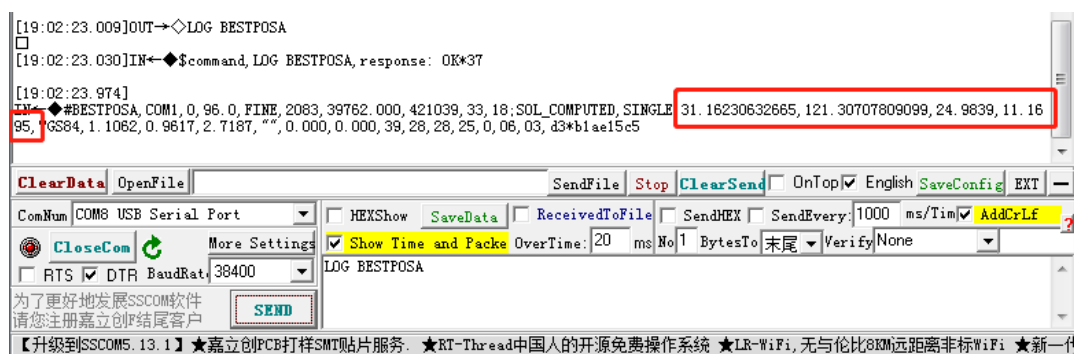 [19:02:23.009]OUT→◇LOG BESTPOSA
□
[19:02:23.030]IN←◆$command,LOG BESTPOSA,response: OK*37
[19:02:23.974]
IN←◆#BESTPOSA,COM1,0,96.0,FINE,2083,39762.000,421039,33,18;SOL_COMPUTED,SINGLE,31.16230632665,121.30707809099,24.9839,11.16
95,"GS84,1.1062,0.9617,2.7187,"",0.000,0.000,39,28,28,25,0,06,03,d3*b1ae15c5
ClearData OpenFile SendFile Stop ClearSend OnTop English SaveConfig EXT —
ComNum COM8 USB Serial Port HEXShow SaveData ReceivedToFile SendHEX SendEvery: 1000 ms/Tim AddCrLf
CloseCom More Settings Show Time and Packe OverTime: 20 ms No 1 BytesTo 末尾 Verify None ?
RTS DTR BaudRat 38400 LOG BESTPOSA
为了更好地发展SSCOM软件
请您注册嘉立创F结尾客户 SEND
【升级到SSCOM5.13.1】★嘉立创PCB打样SMT贴片服务. ★RT-Thread中国人的开源免费操作系统 ★LR-WiFi,无与伦比8KM远距离非标WiFi ★新一代